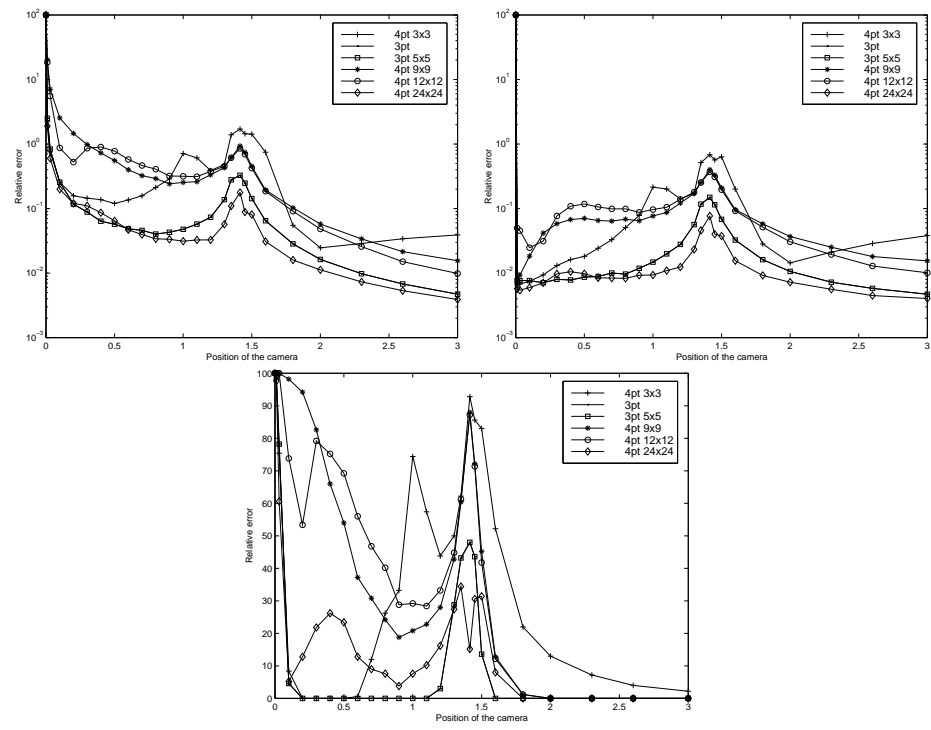 10^2
10^1
10^0
10^−1
10^−2
10^−3
Relative error
0 0.5 1 1.5 2 2.5 3
Position of the camera
4pt 3x3
3pt
3pt 5x5
4pt 9x9
4pt 12x12
4pt 24x24
10^2
10^1
10^0
10^−1
10^−2
10^−3
Relative error
0 0.5 1 1.5 2 2.5 3
Position of the camera
4pt 3x3
3pt
3pt 5x5
4pt 9x9
4pt 12x12
4pt 24x24
100
90
80
70
60
50
40
30
20
10
0
Relative error
0 0.5 1 1.5 2 2.5 3
Position of the camera
4pt 3x3
3pt
3pt 5x5
4pt 9x9
4pt 12x12
4pt 24x24